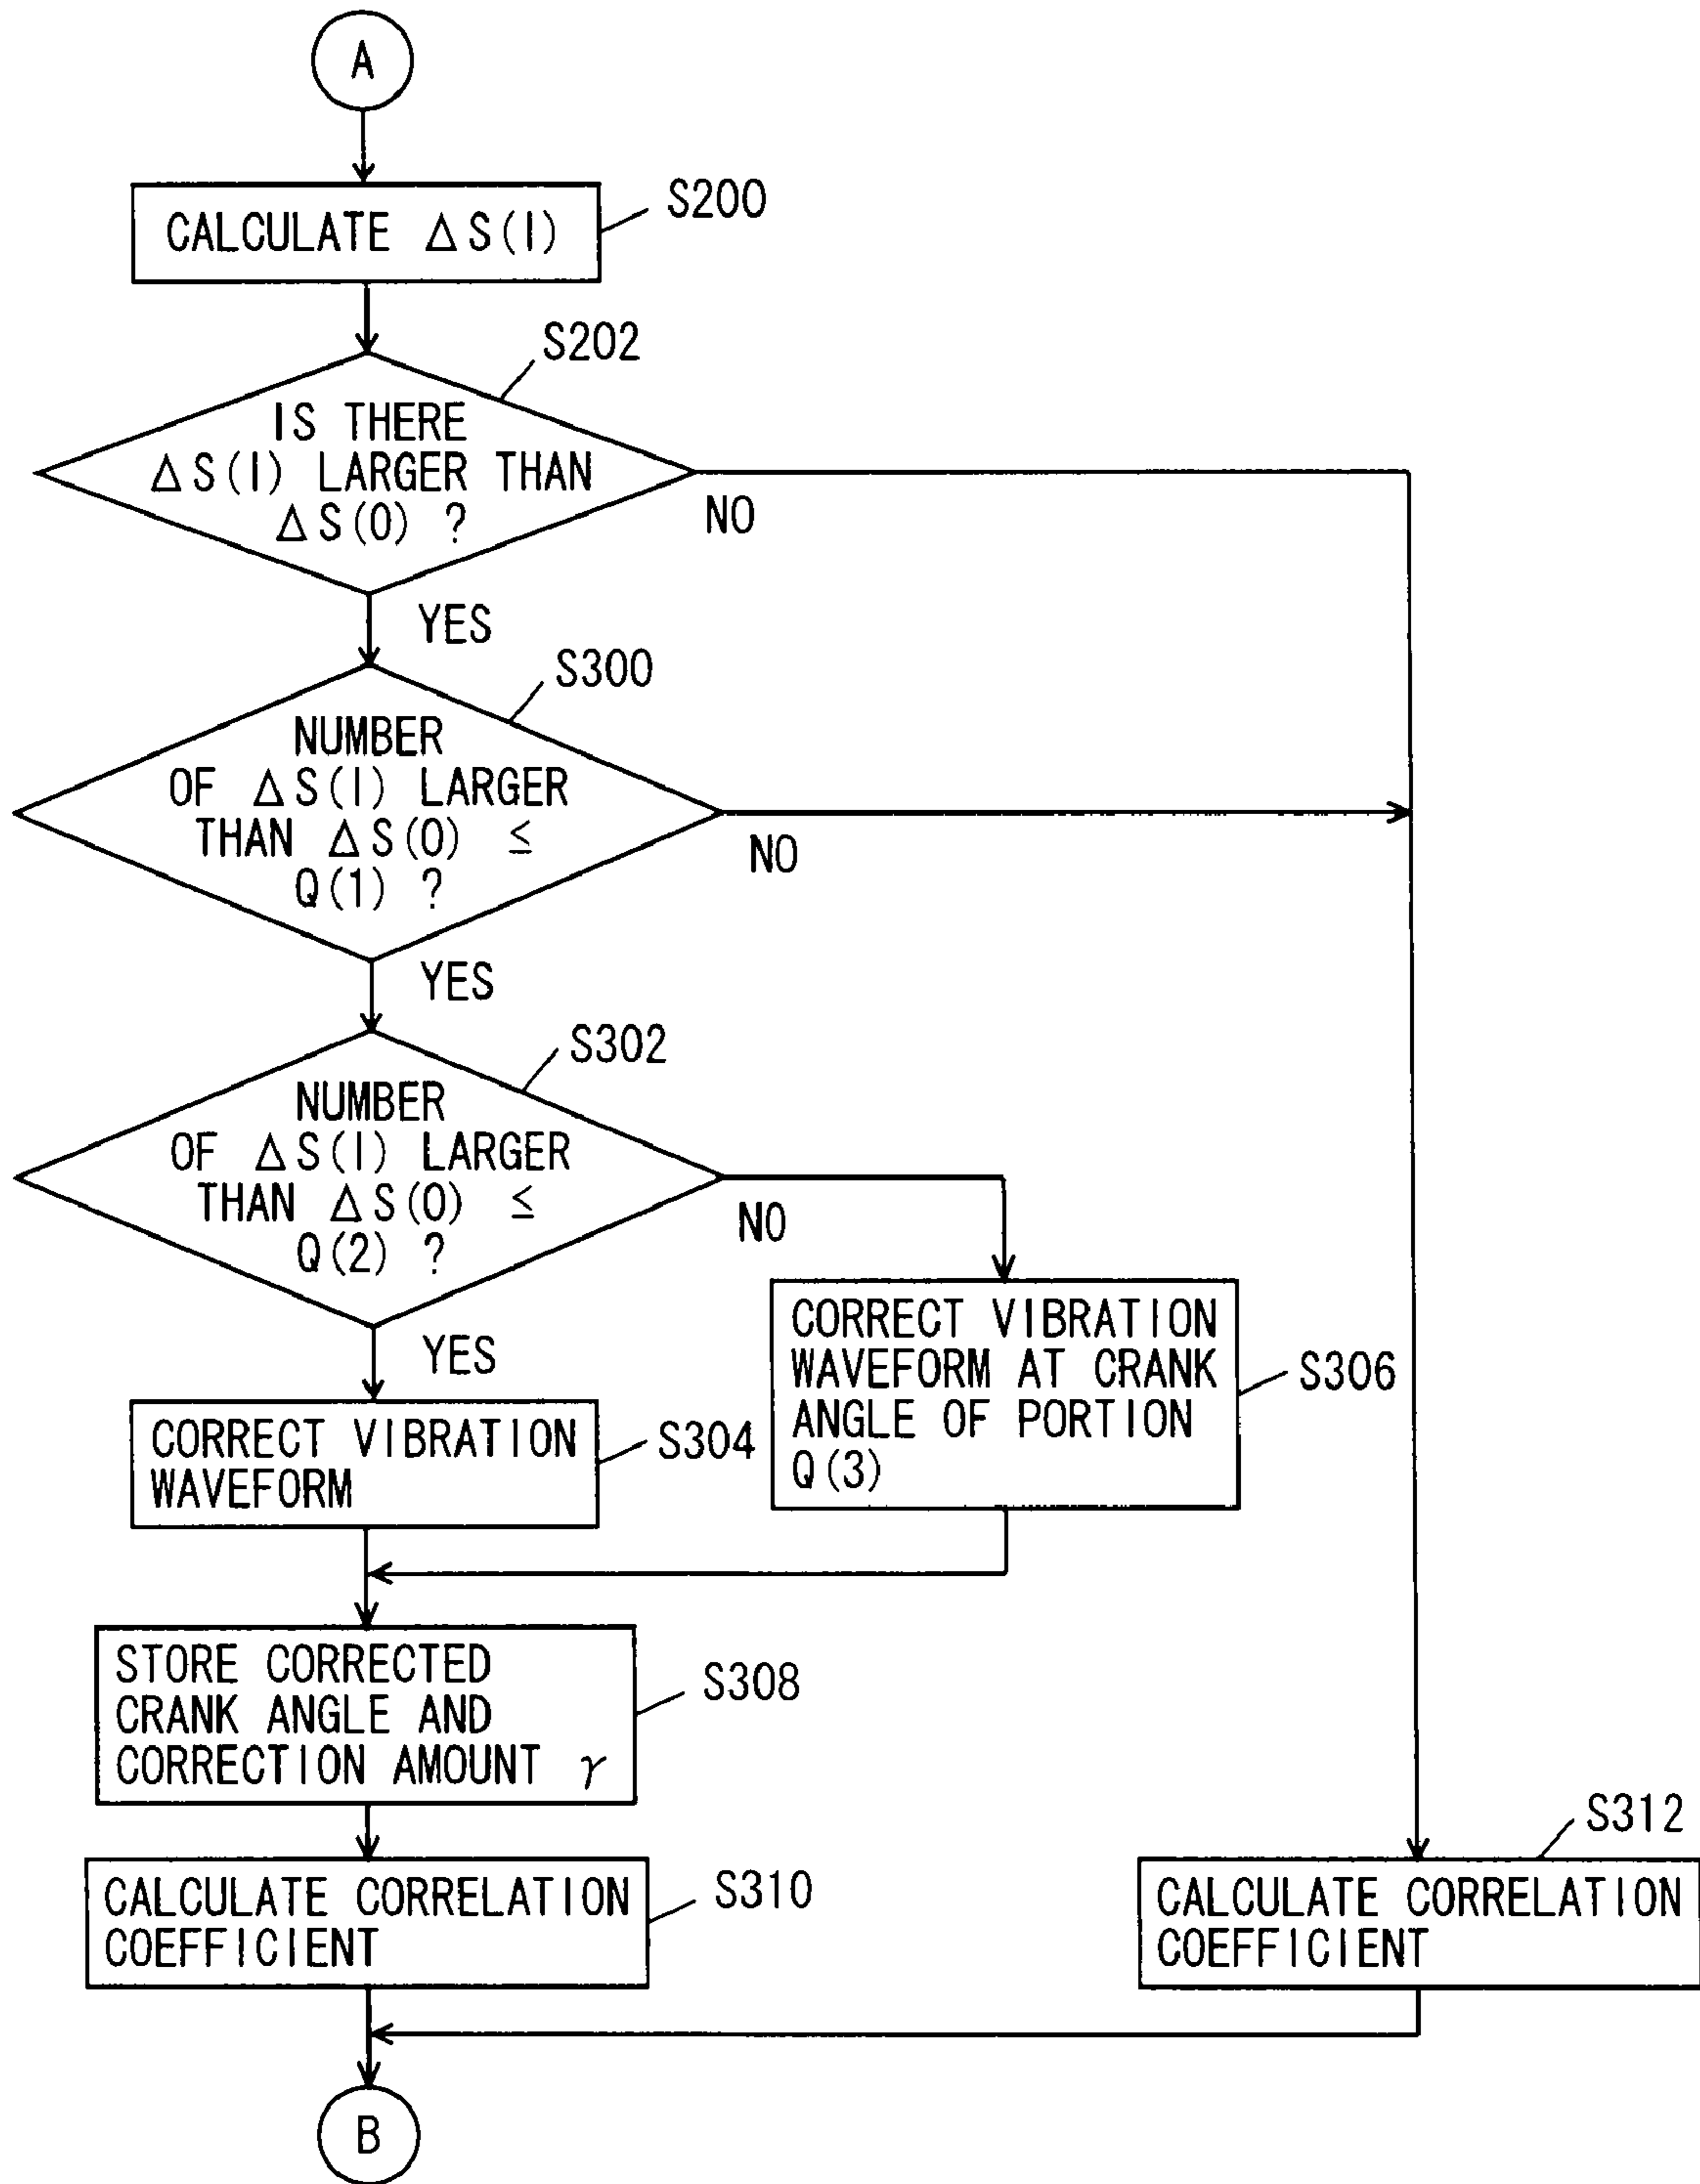 A
CALCULATE ΔS(I)
S200
S202
IS THERE
ΔS(I) LARGER THAN
ΔS(0) ?
NO
YES
S300
NUMBER
OF ΔS(I) LARGER
THAN ΔS(0) ≤
Q(1) ?
NO
YES
S302
NUMBER
OF ΔS(I) LARGER
THAN ΔS(0) ≤
Q(2) ?
NO
YES
CORRECT VIBRATION
WAVEFORM AT CRANK
ANGLE OF PORTION
Q(3)
S306
CORRECT VIBRATION
WAVEFORM
S304
STORE CORRECTED
CRANK ANGLE AND
CORRECTION AMOUNT γ
S308
S312
CALCULATE CORRELATION
COEFFICIENT
S310
CALCULATE CORRELATION
COEFFICIENT
B